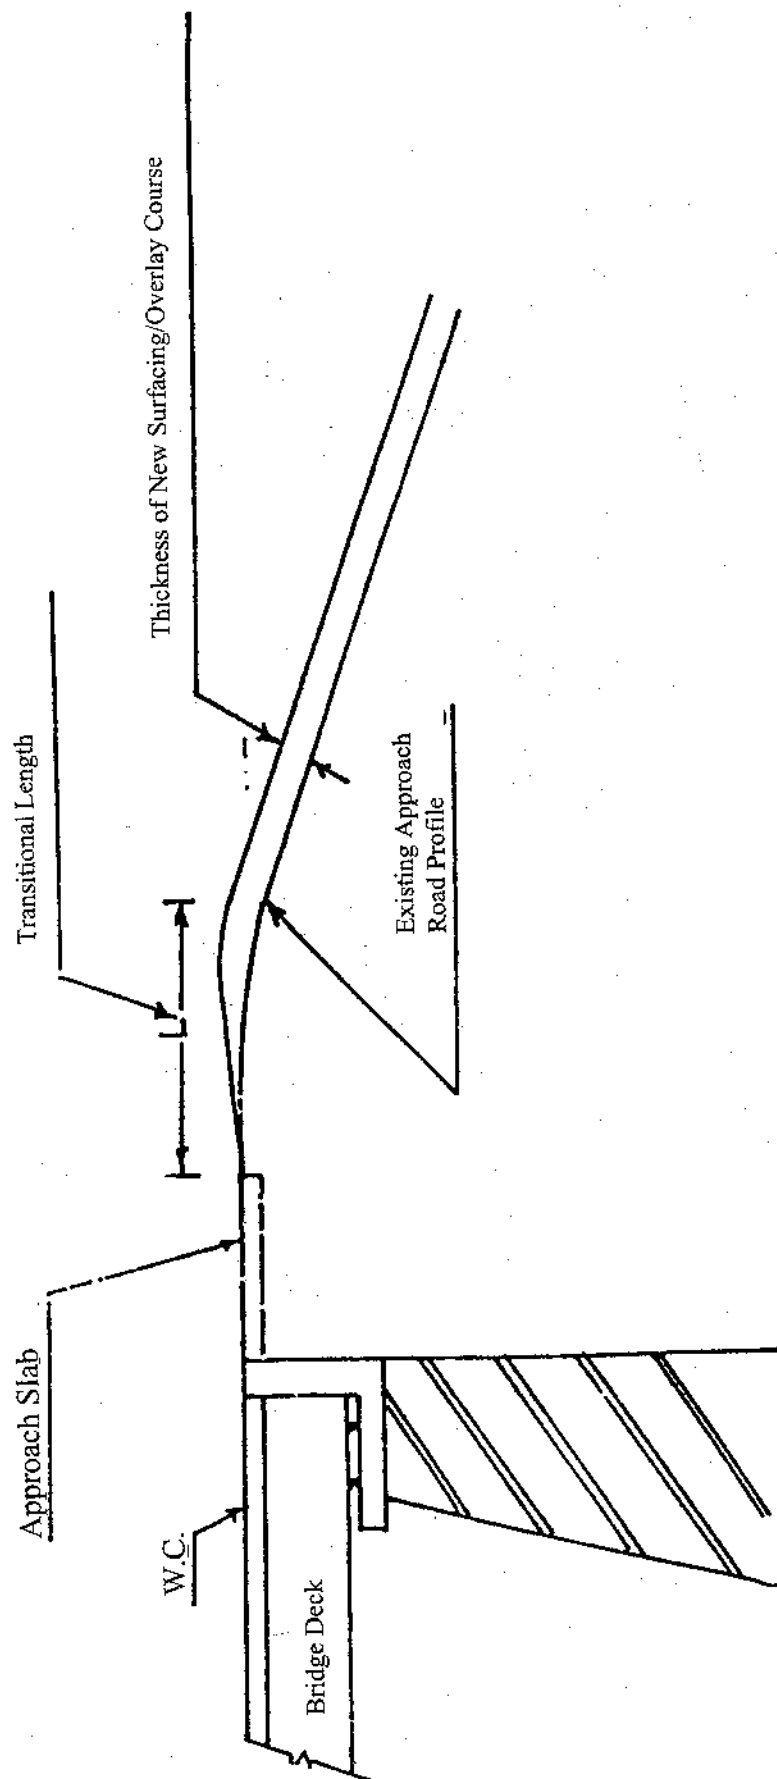 Approach Slab
Transitional Length
L
Thickness of New Surfacing/Overlay Course
W.C.
Bridge Deck
Existing Approach
Road Profile